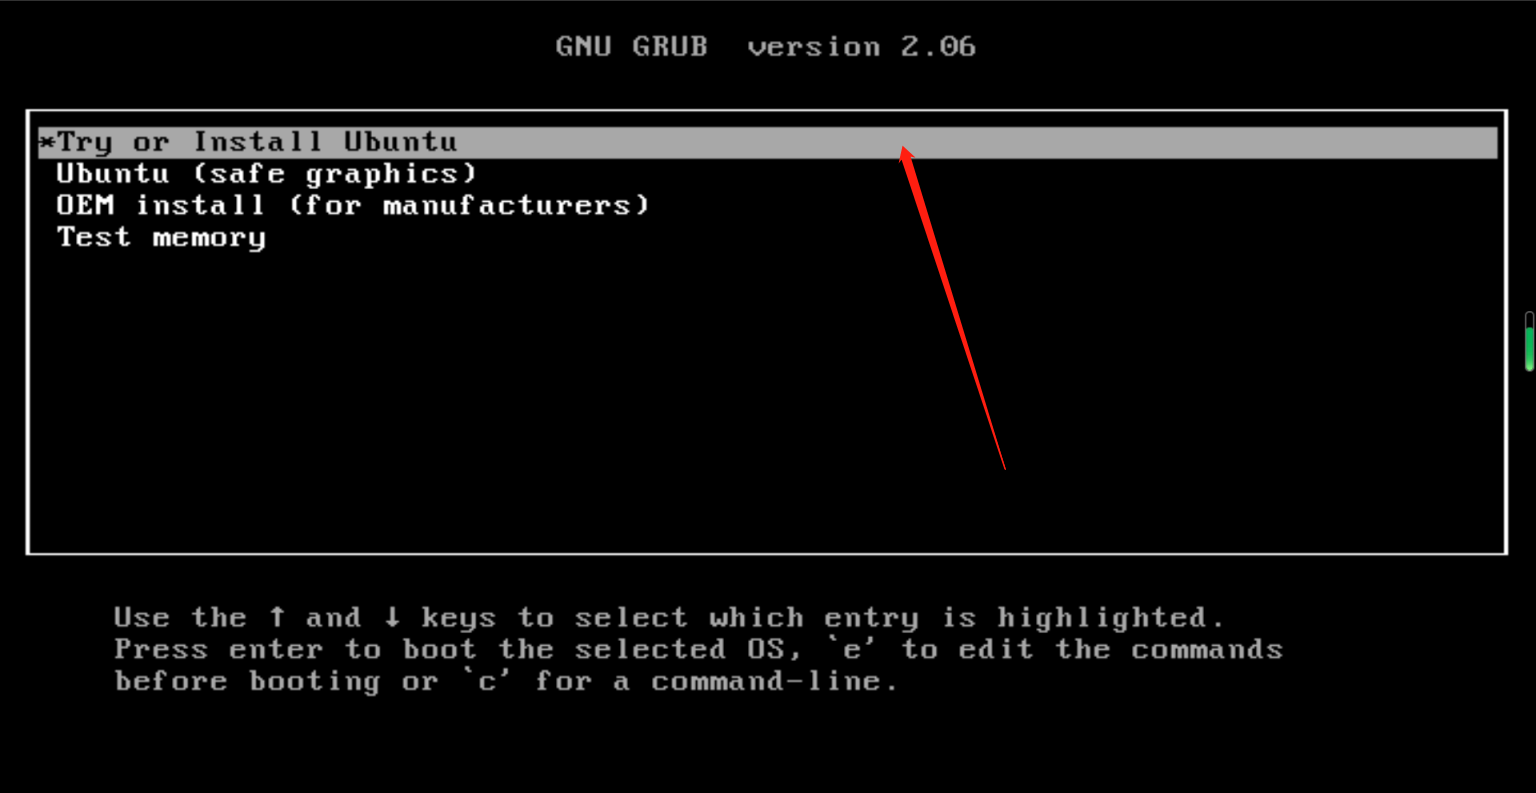 GNU GRUB  version 2.06
*Try or Install Ubuntu
Ubuntu (safe graphics)
OEM install (for manufacturers)
Test memory
Use the ↑ and ↓ keys to select which entry is highlighted.
Press enter to boot the selected OS, `e' to edit the commands
before booting or `c' for a command-line.